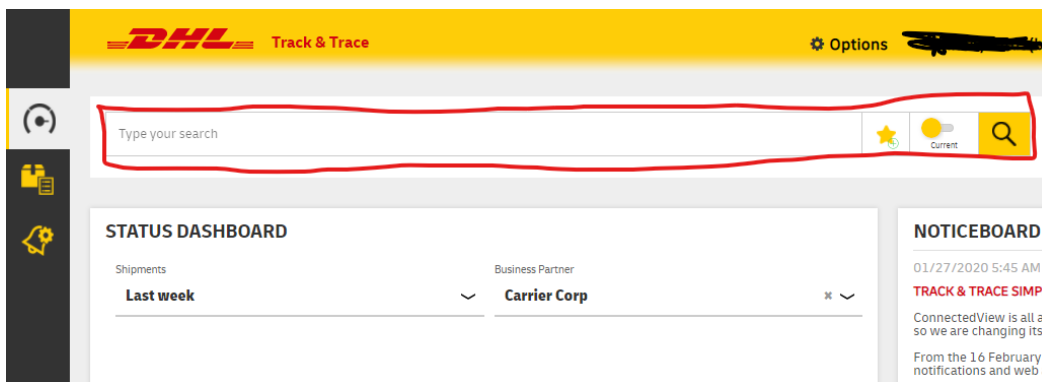 DHL Track & Trace Options
Type your search
Current
STATUS DASHBOARD
Shipments Business Partner
Last week Carrier Corp
NOTICEBOARD
01/27/2020 5:45 AM
TRACK & TRACE SIMP
ConnectedView is all a
so we are changing its
From the 16 February
notifications and web